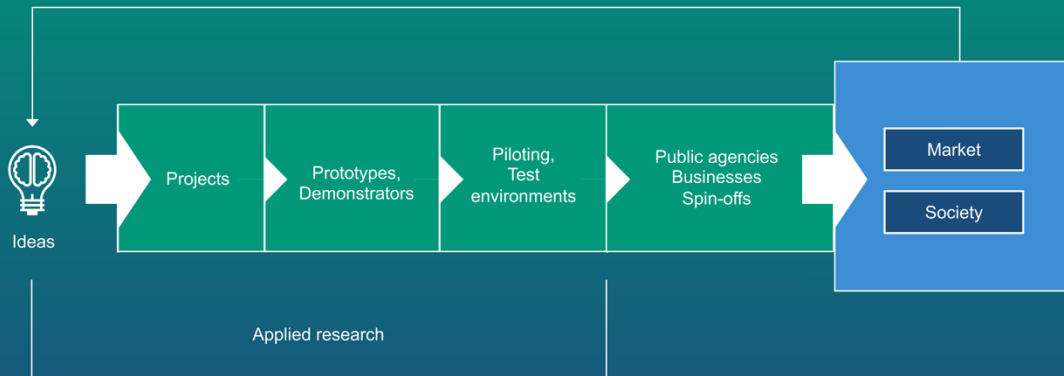 Ideas
Projects
Prototypes,
Demonstrators
Piloting,
Test
environments
Public agencies
Businesses
Spin-offs
Market
Society
Applied research